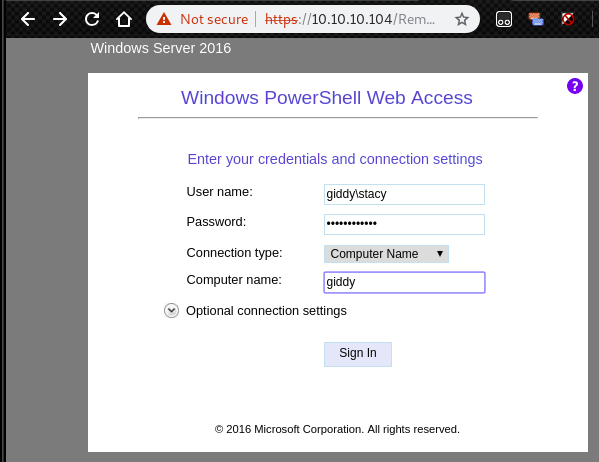 Not secure | https://10.10.10.104/Rem...
Windows Server 2016
?
Windows PowerShell Web Access
Enter your credentials and connection settings
User name: giddy\stacy
Password: ••••••••••••
Connection type: Computer Name
Computer name: giddy
Optional connection settings
Sign In
© 2016 Microsoft Corporation. All rights reserved.